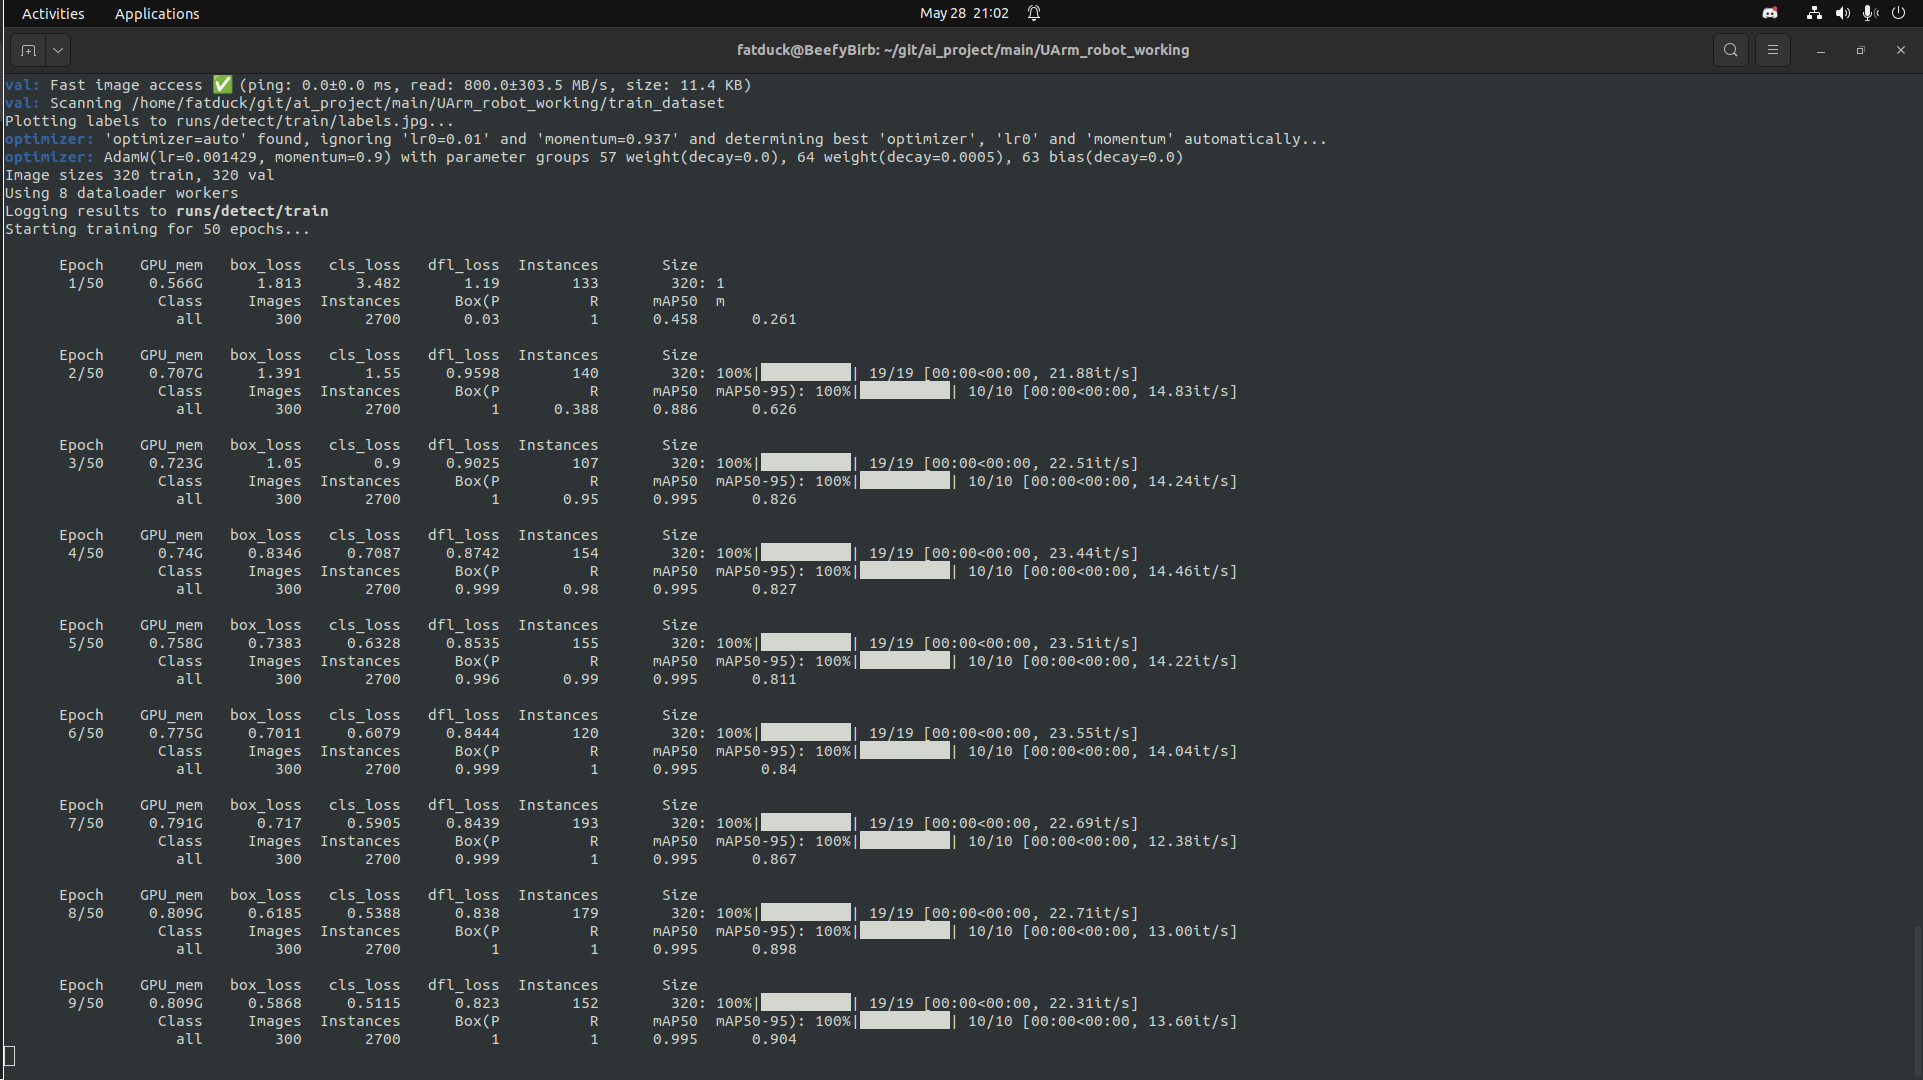 Activities Applications May 28 21:02
fatduck@BeefyBirb: ~/git/ai_project/main/UArm_robot_working
val: Fast image access ✅ (ping: 0.0±0.0 ms, read: 800.0±303.5 MB/s, size: 11.4 KB)
val: Scanning /home/fatduck/git/ai_project/main/UArm_robot_working/train_dataset
Plotting labels to runs/detect/train/labels.jpg...
optimizer: 'optimizer=auto' found, ignoring 'lr0=0.01' and 'momentum=0.937' and determining best 'optimizer', 'lr0' and 'momentum' automatically...
optimizer: AdamW(lr=0.001429, momentum=0.9) with parameter groups 57 weight(decay=0.0), 64 weight(decay=0.0005), 63 bias(decay=0.0)
Image sizes 320 train, 320 val
Using 8 dataloader workers
Logging results to runs/detect/train
Starting training for 50 epochs...
Epoch GPU_mem box_loss cls_loss dfl_loss Instances Size
1/50 0.566G 1.813 3.482 1.19 133 320: 1
Class Images Instances Box(P R mAP50 m
all 300 2700 0.03 1 0.458 0.261
Epoch GPU_mem box_loss cls_loss dfl_loss Instances Size
2/50 0.707G 1.391 1.55 0.9598 140 320: 100%|██████████| 19/19 [00:00<00:00, 21.88it/s]
Class Images Instances Box(P R mAP50 mAP50-95): 100%|██████████| 10/10 [00:00<00:00, 14.83it/s]
all 300 2700 1 0.388 0.886 0.626
Epoch GPU_mem box_loss cls_loss dfl_loss Instances Size
3/50 0.723G 1.05 0.9 0.9025 107 320: 100%|██████████| 19/19 [00:00<00:00, 22.51it/s]
Class Images Instances Box(P R mAP50 mAP50-95): 100%|██████████| 10/10 [00:00<00:00, 14.24it/s]
all 300 2700 1 0.95 0.995 0.826
Epoch GPU_mem box_loss cls_loss dfl_loss Instances Size
4/50 0.74G 0.8346 0.7087 0.8742 154 320: 100%|██████████| 19/19 [00:00<00:00, 23.44it/s]
Class Images Instances Box(P R mAP50 mAP50-95): 100%|██████████| 10/10 [00:00<00:00, 14.46it/s]
all 300 2700 0.999 0.98 0.995 0.827
Epoch GPU_mem box_loss cls_loss dfl_loss Instances Size
5/50 0.758G 0.7383 0.6328 0.8535 155 320: 100%|██████████| 19/19 [00:00<00:00, 23.51it/s]
Class Images Instances Box(P R mAP50 mAP50-95): 100%|██████████| 10/10 [00:00<00:00, 14.22it/s]
all 300 2700 0.996 0.99 0.995 0.811
Epoch GPU_mem box_loss cls_loss dfl_loss Instances Size
6/50 0.775G 0.7011 0.6079 0.8444 120 320: 100%|██████████| 19/19 [00:00<00:00, 23.55it/s]
Class Images Instances Box(P R mAP50 mAP50-95): 100%|██████████| 10/10 [00:00<00:00, 14.04it/s]
all 300 2700 0.999 1 0.995 0.84
Epoch GPU_mem box_loss cls_loss dfl_loss Instances Size
7/50 0.791G 0.717 0.5905 0.8439 193 320: 100%|██████████| 19/19 [00:00<00:00, 22.69it/s]
Class Images Instances Box(P R mAP50 mAP50-95): 100%|██████████| 10/10 [00:00<00:00, 12.38it/s]
all 300 2700 0.999 1 0.995 0.867
Epoch GPU_mem box_loss cls_loss dfl_loss Instances Size
8/50 0.809G 0.6185 0.5388 0.838 179 320: 100%|██████████| 19/19 [00:00<00:00, 22.71it/s]
Class Images Instances Box(P R mAP50 mAP50-95): 100%|██████████| 10/10 [00:00<00:00, 13.00it/s]
all 300 2700 1 1 0.995 0.898
Epoch GPU_mem box_loss cls_loss dfl_loss Instances Size
9/50 0.809G 0.5868 0.5115 0.823 152 320: 100%|██████████| 19/19 [00:00<00:00, 22.31it/s]
Class Images Instances Box(P R mAP50 mAP50-95): 100%|██████████| 10/10 [00:00<00:00, 13.60it/s]
all 300 2700 1 1 0.995 0.904